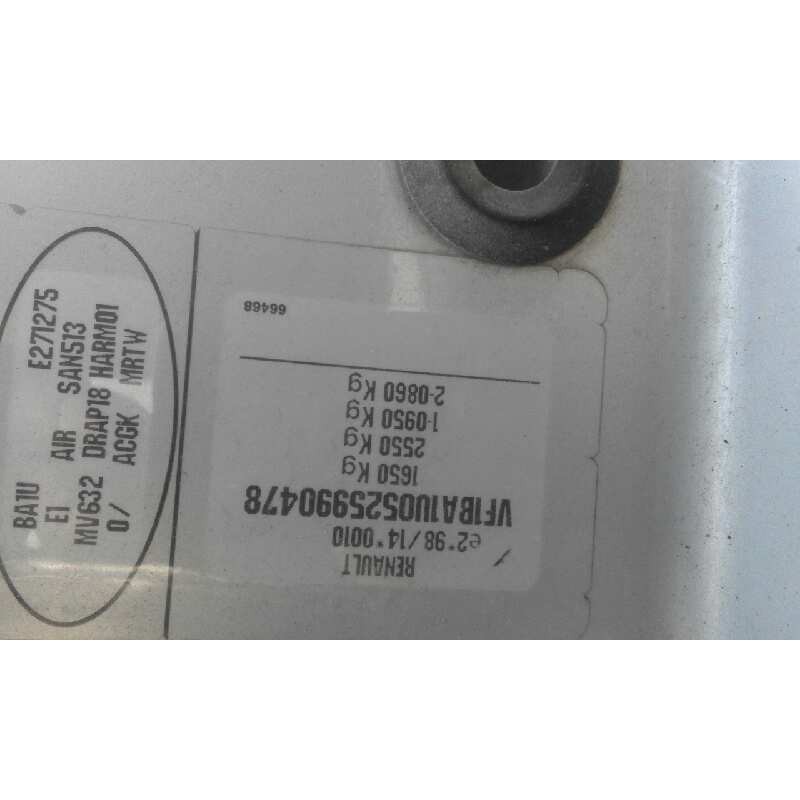 RENAULT
e2*98/14*0010
VF1BA1U0525990478
1650 Kg
2550 Kg
1-0950 Kg
2-0860 Kg
66468
BA1U E271275
E1 AIR SAN513
MV632 DRAP18 HARM01
0/ ACGK MRTW